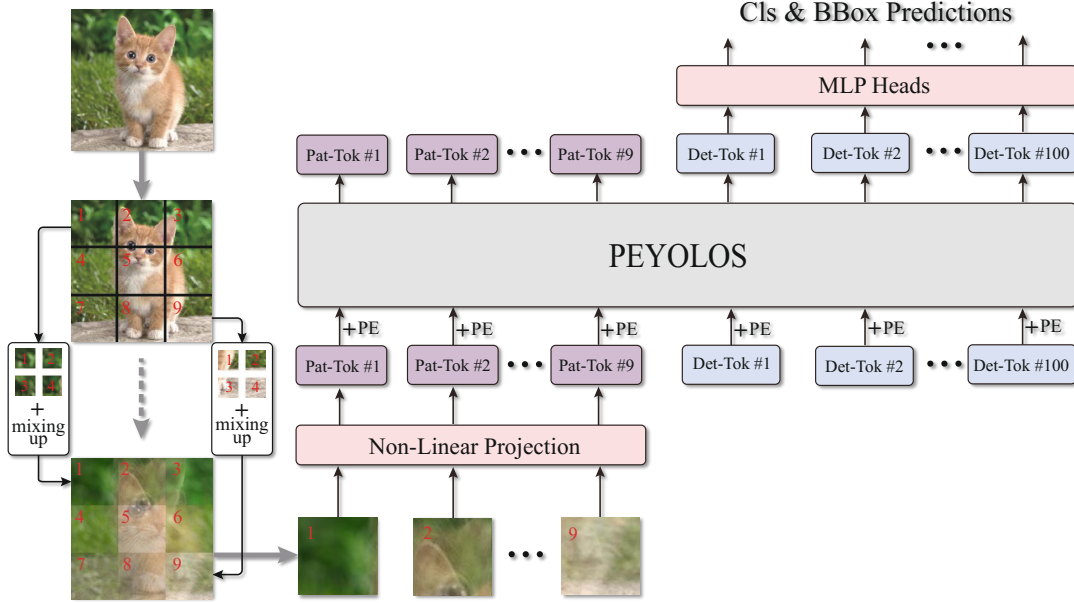 Cls & BBox Predictions
MLP Heads
Pat-Tok #1 Pat-Tok #2 Pat-Tok #9 Det-Tok #1 Det-Tok #2 Det-Tok #100
PEYOLOS
+PE +PE +PE +PE +PE +PE
Pat-Tok #1 Pat-Tok #2 Pat-Tok #9 Det-Tok #1 Det-Tok #2 Det-Tok #100
Non-Linear Projection
1 2 9
1 2 3
4 5 6
7 8 9
1 2
3 4
+
mixing
up
1 2
3 4
+
mixing
up
1 2 3
4 5 6
7 8 9